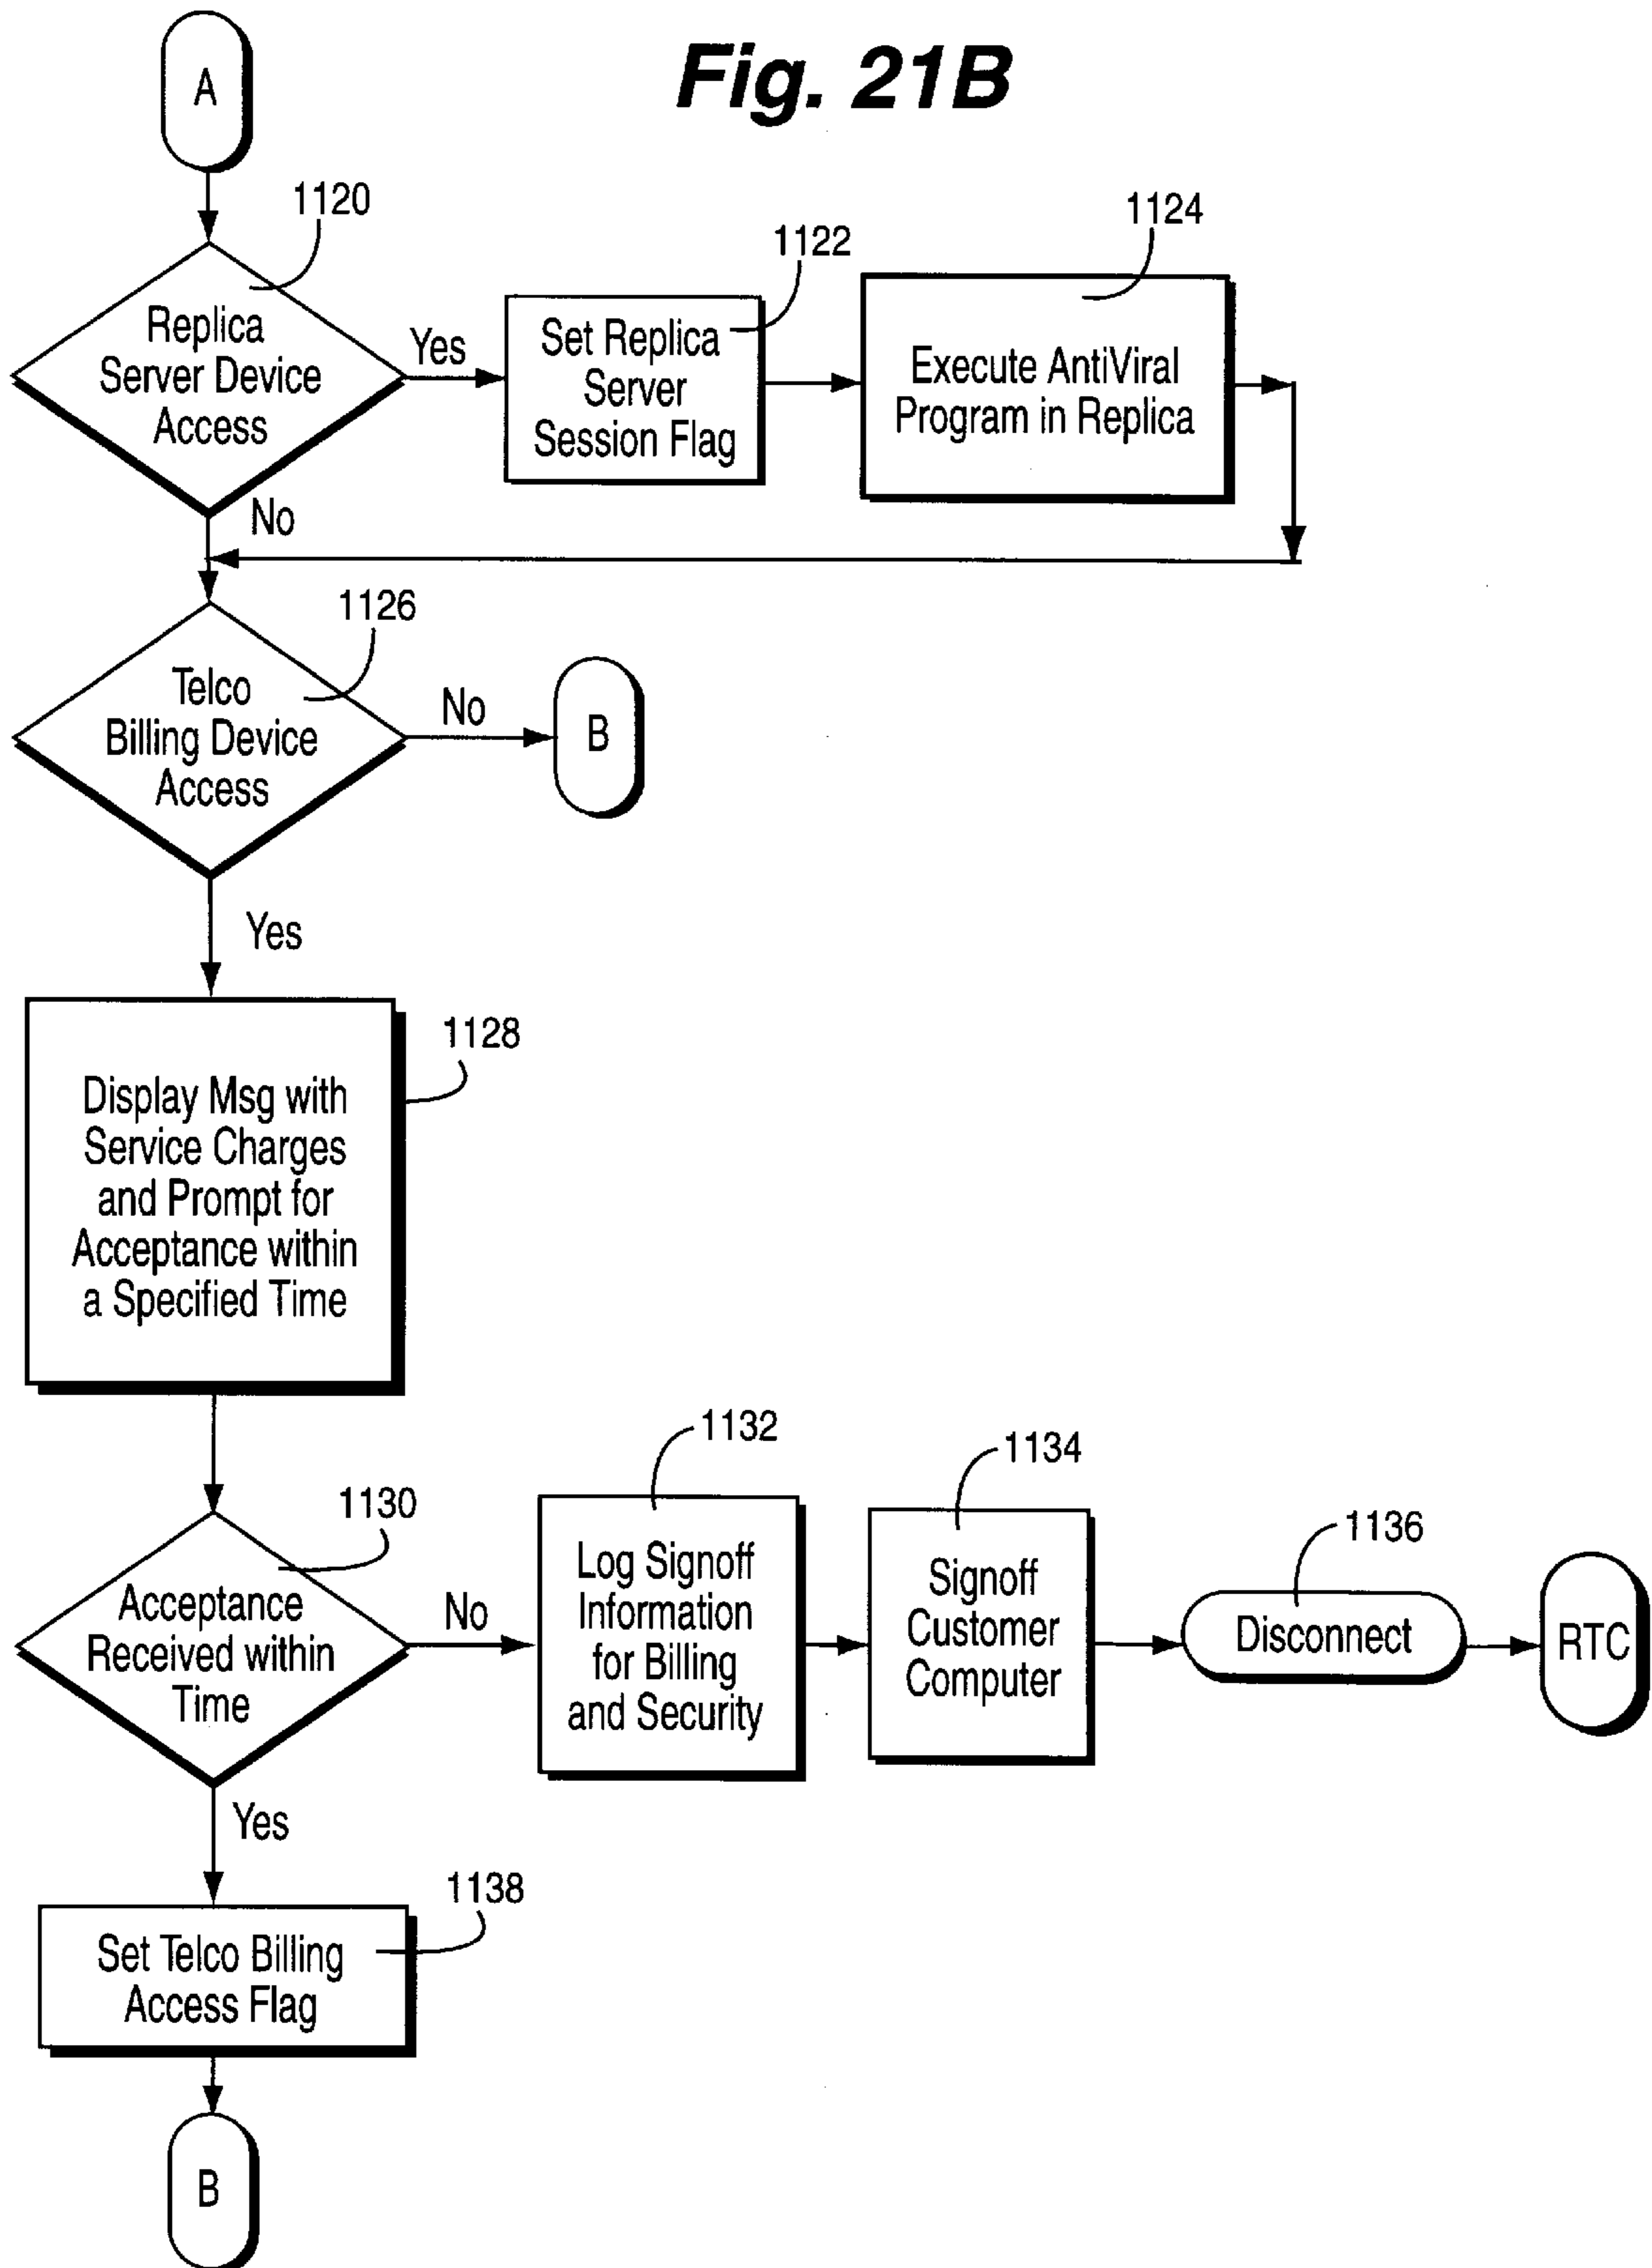 Fig. 21B
A
1120
Replica
Server Device
Access
Yes
1122
Set Replica
Server
Session Flag
1124
Execute AntiViral
Program in Replica
No
1126
Telco
Billing Device
Access
No
B
Yes
1128
Display Msg with
Service Charges
and Prompt for
Acceptance within
a Specified Time
1130
Acceptance
Received within
Time
No
1132
Log Signoff
Information
for Billing
and Security
1134
Signoff
Customer
Computer
1136
Disconnect
RTC
Yes
1138
Set Telco Billing
Access Flag
B